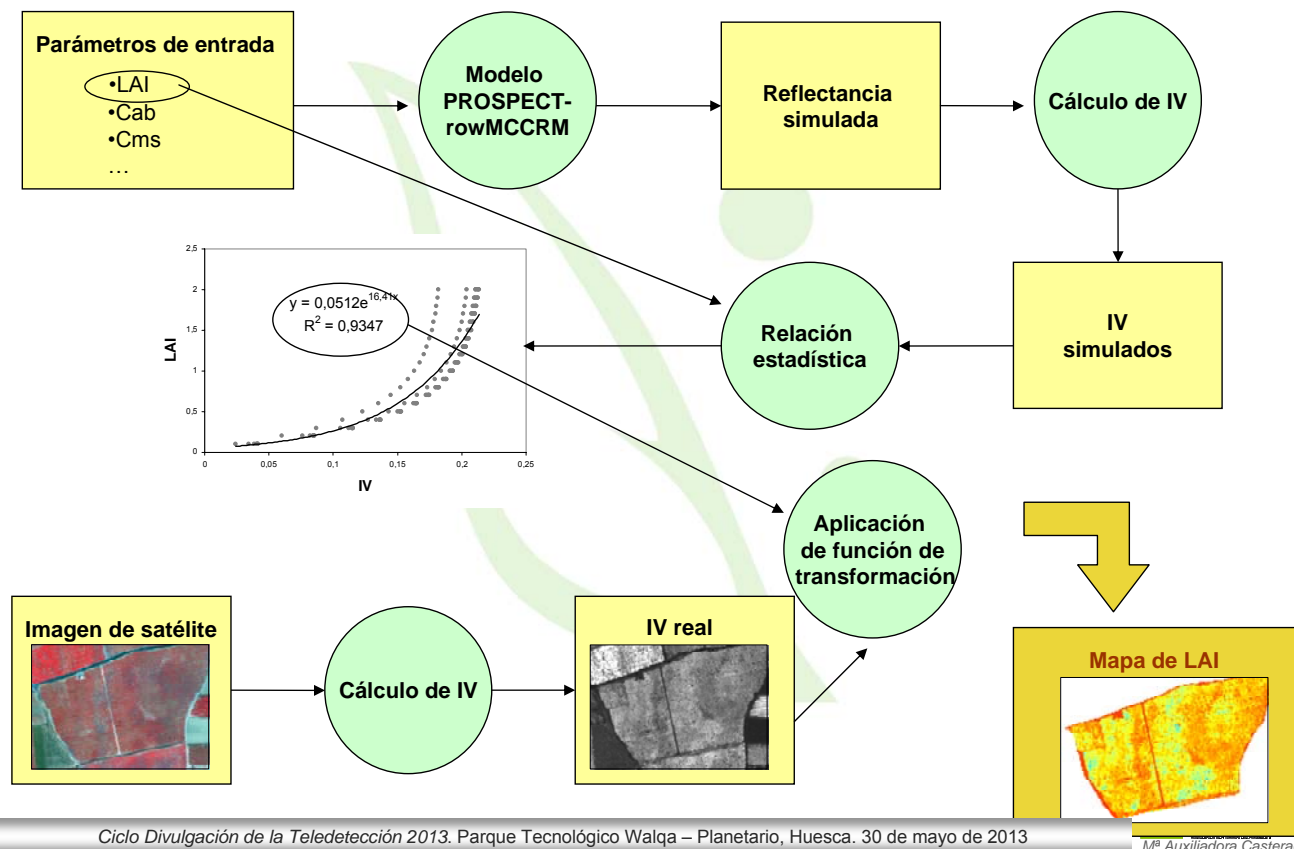 Parámetros de entrada
•LAI
•Cab
•Cms
…
Modelo
PROSPECT-
rowMCCRM
Reflectancia
simulada
Cálculo de IV
IV
simulados
Relación
estadística
2,5
2
1,5
1
0,5
0
LAI
y = 0,0512e^16,41x
R² = 0,9347
0
0,05
0,1
0,15
0,2
0,25
IV
Aplicación
de función de
transformación
Imagen de satélite
Cálculo de IV
IV real
Mapa de LAI
Ciclo Divulgación de la Teledetección 2013. Parque Tecnológico Walqa – Planetario, Huesca. 30 de mayo de 2013
Mª Auxiliadora Castera